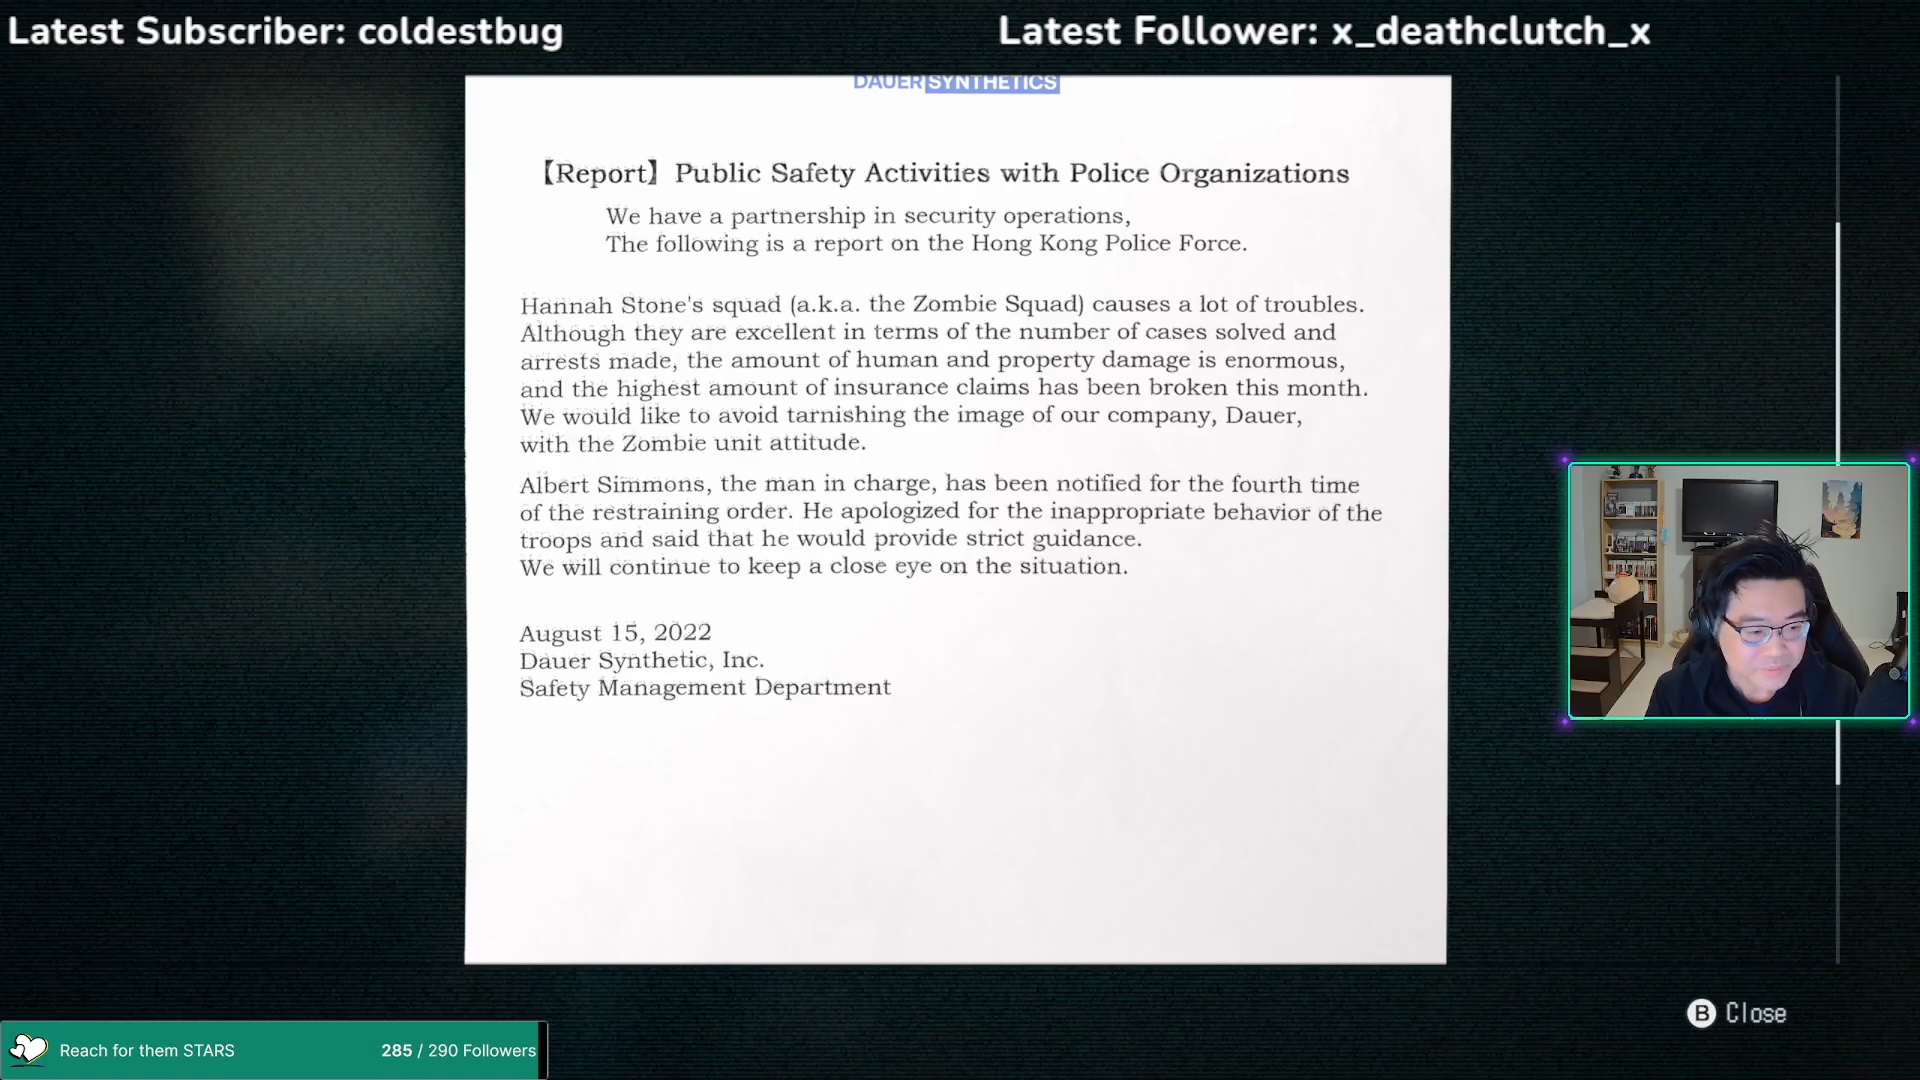 Latest Subscriber: coldestbug
Latest Follower: x_deathclutch_x
DAUER SYNTHETICS
【Report】 Public Safety Activities with Police Organizations
We have a partnership in security operations,
The following is a report on the Hong Kong Police Force.
Hannah Stone's squad (a.k.a. the Zombie Squad) causes a lot of troubles.
Although they are excellent in terms of the number of cases solved and
arrests made, the amount of human and property damage is enormous,
and the highest amount of insurance claims has been broken this month.
We would like to avoid tarnishing the image of our company, Dauer,
with the Zombie unit attitude.
Albert Simmons, the man in charge, has been notified for the fourth time
of the restraining order. He apologized for the inappropriate behavior of the
troops and said that he would provide strict guidance.
We will continue to keep a close eye on the situation.
August 15, 2022
Dauer Synthetic, Inc.
Safety Management Department
B Close
Reach for them STARS
285 / 290 Followers